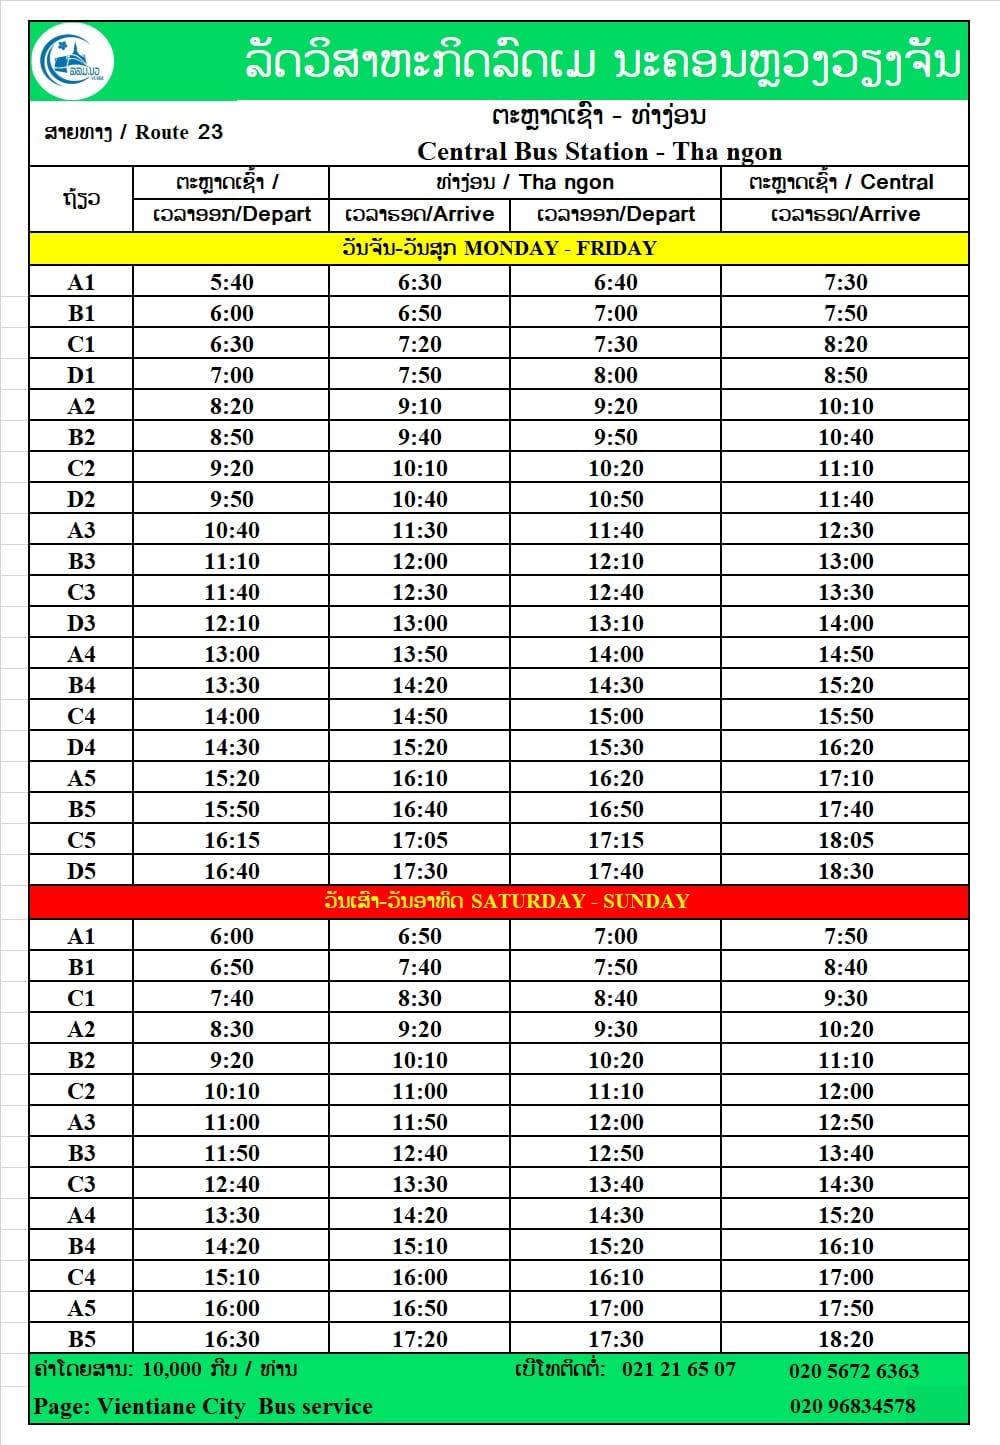 ລັດວິສາຫະກິດລົດເມ ນະຄອນຫຼວງວຽງຈັນ
ສາຍທາງ / Route 23
ຕະຫຼາດເຊົ້າ - ທ່າງ່ອນ
Central Bus Station - Tha ngon
ຖ້ຽວ ຕະຫຼາດເຊົ້າ / ທ່າງ່ອນ / Tha ngon ຕະຫຼາດເຊົ້າ / Central
ເວລາອອກ/Depart ເວລາຮອດ/Arrive ເວລາອອກ/Depart ເວລາຮອດ/Arrive
ວັນຈັນ-ວັນສຸກ MONDAY - FRIDAY
A1 5:40 6:30 6:40 7:30
B1 6:00 6:50 7:00 7:50
C1 6:30 7:20 7:30 8:20
D1 7:00 7:50 8:00 8:50
A2 8:20 9:10 9:20 10:10
B2 8:50 9:40 9:50 10:40
C2 9:20 10:10 10:20 11:10
D2 9:50 10:40 10:50 11:40
A3 10:40 11:30 11:40 12:30
B3 11:10 12:00 12:10 13:00
C3 11:40 12:30 12:40 13:30
D3 12:10 13:00 13:10 14:00
A4 13:00 13:50 14:00 14:50
B4 13:30 14:20 14:30 15:20
C4 14:00 14:50 15:00 15:50
D4 14:30 15:20 15:30 16:20
A5 15:20 16:10 16:20 17:10
B5 15:50 16:40 16:50 17:40
C5 16:15 17:05 17:15 18:05
D5 16:40 17:30 17:40 18:30
ວັນເສົາ-ວັນອາທິດ SATURDAY - SUNDAY
A1 6:00 6:50 7:00 7:50
B1 6:50 7:40 7:50 8:40
C1 7:40 8:30 8:40 9:30
A2 8:30 9:20 9:30 10:20
B2 9:20 10:10 10:20 11:10
C2 10:10 11:00 11:10 12:00
A3 11:00 11:50 12:00 12:50
B3 11:50 12:40 12:50 13:40
C3 12:40 13:30 13:40 14:30
A4 13:30 14:20 14:30 15:20
B4 14:20 15:10 15:20 16:10
C4 15:10 16:00 16:10 17:00
A5 16:00 16:50 17:00 17:50
B5 16:30 17:20 17:30 18:20
ຄ່າໂດຍສານ: 10,000 ກີບ / ທ່ານ ເບີໂທຕິດຕໍ່: 021 21 65 07 020 5672 6363
Page: Vientiane City Bus service 020 96834578